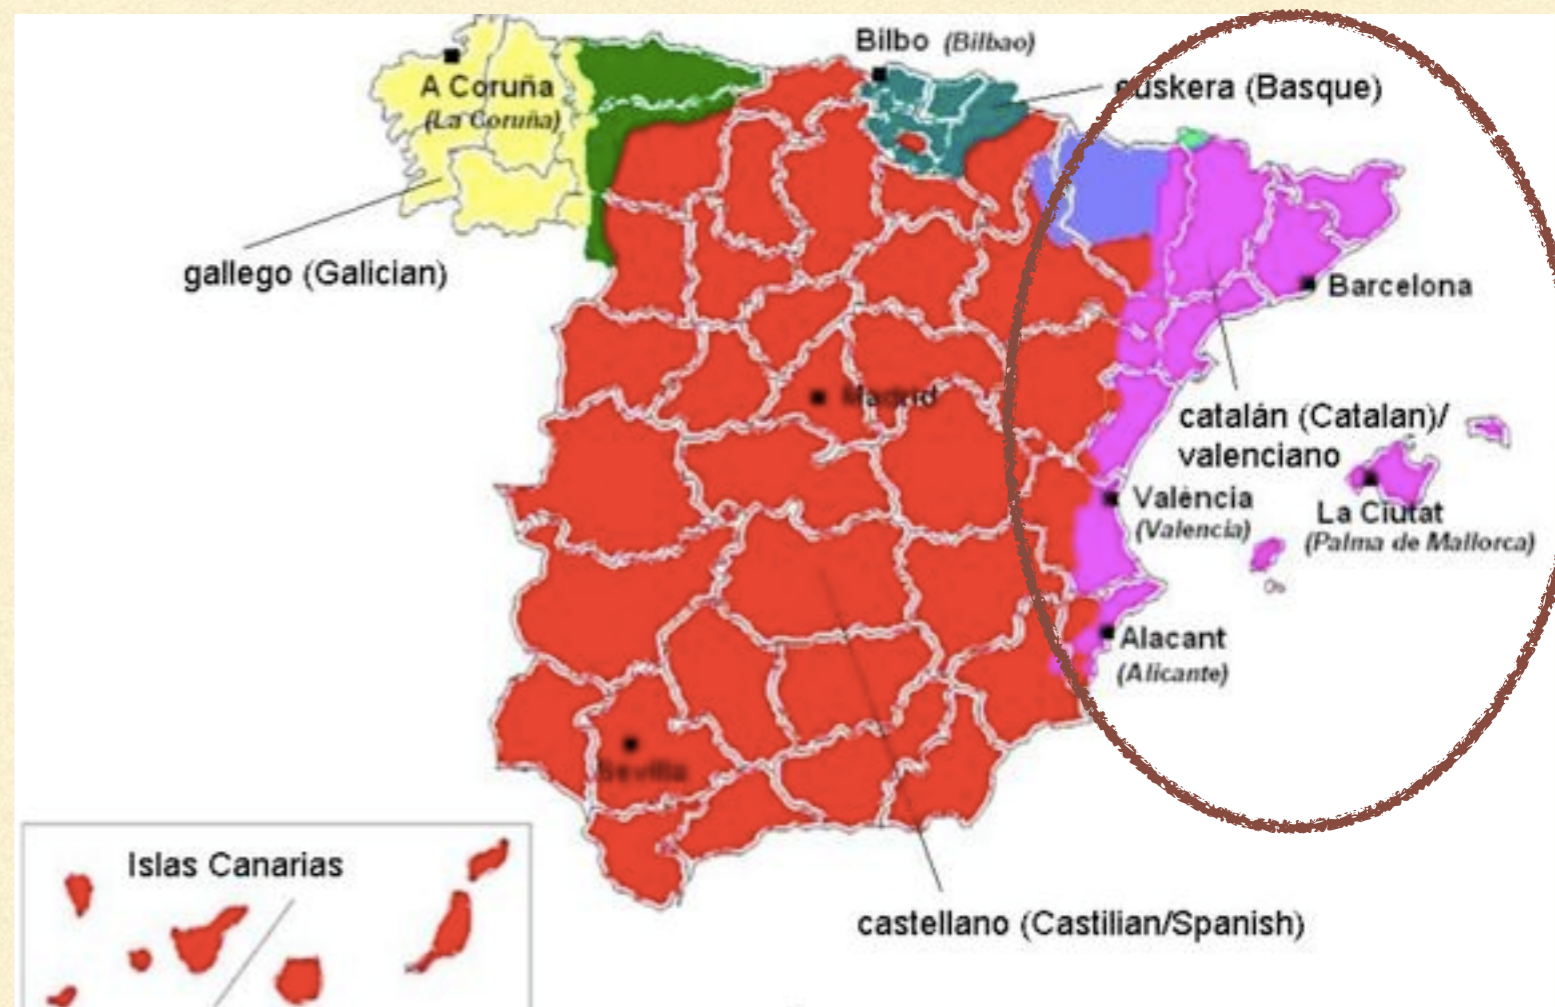 Bilbo (Bilbao)
A Coruña
(La Coruña)
euskera (Basque)
gallego (Galician)
Barcelona
Madrid
catalán (Catalan)/
valenciano
València
(Valencia)
La Ciutat
(Palma de Mallorca)
Alacant
(Alicante)
Sevilla
Islas Canarias
castellano (Castilian/Spanish)